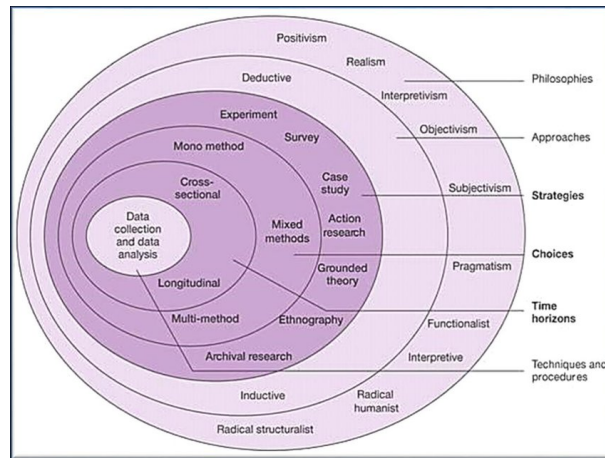 Positivism
Realism
Philosophies
Deductive
Interpretivism
Experiment
Objectivism
Approaches
Survey
Mono method
Case
study
Subjectivism
Strategies
Cross-
sectional
Data
collection
and data
analysis
Mixed
methods
Action
research
Choices
Grounded
theory
Pragmatism
Longitudinal
Time
horizons
Multi-method
Ethnography
Functionalist
Archival research
Interpretive
Techniques and
procedures
Inductive
Radical
humanist
Radical structuralist